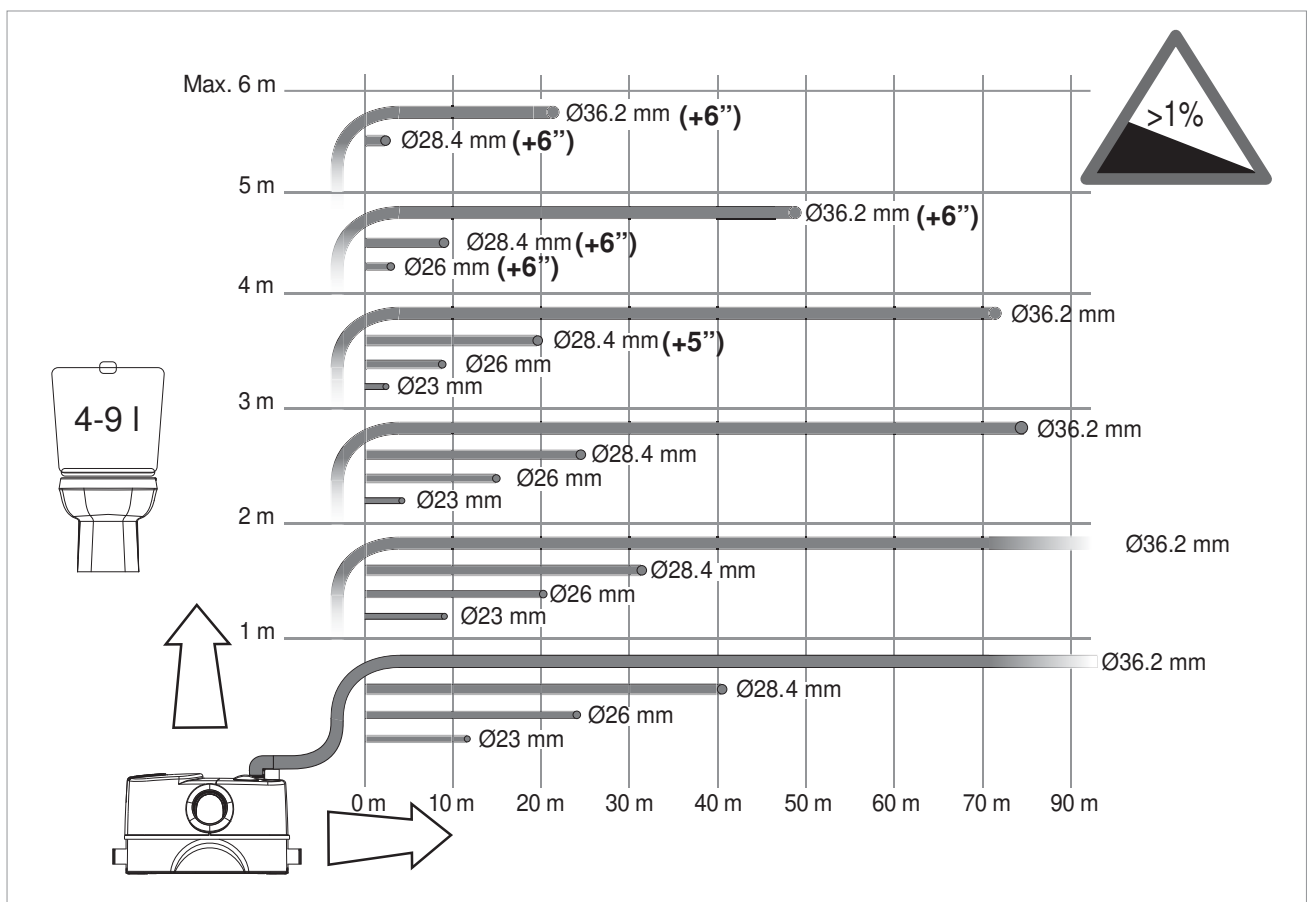 Max. 6 m
Ø36.2 mm (+6”)
>1%
Ø28.4 mm (+6”)
5 m
Ø36.2 mm (+6”)
Ø28.4 mm (+6”)
Ø26 mm (+6”)
4 m
Ø36.2 mm
Ø28.4 mm (+5”)
Ø26 mm
Ø23 mm
3 m
4-9 l
Ø36.2 mm
Ø28.4 mm
Ø26 mm
Ø23 mm
2 m
Ø36.2 mm
Ø28.4 mm
Ø26 mm
Ø23 mm
1 m
Ø36.2 mm
Ø28.4 mm
Ø26 mm
Ø23 mm
0 m 10 m 20 m 30 m 40 m 50 m 60 m 70 m 90 m